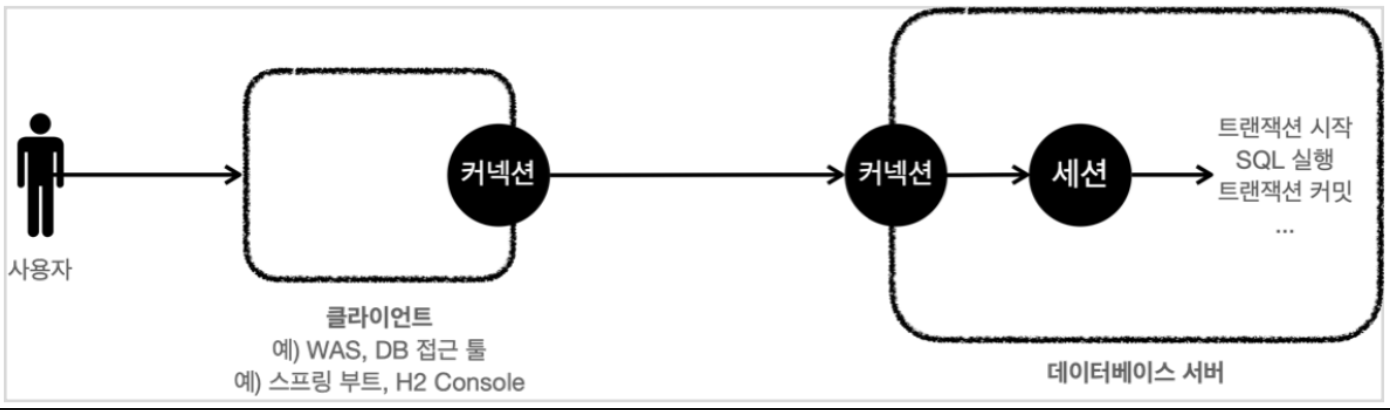 커넥션
커넥션
세션
트랜잭션 시작
SQL 실행
트랜잭션 커밋
...
사용자
클라이언트
예) WAS, DB 접근 툴
예) 스프링 부트, H2 Console
데이터베이스 서버